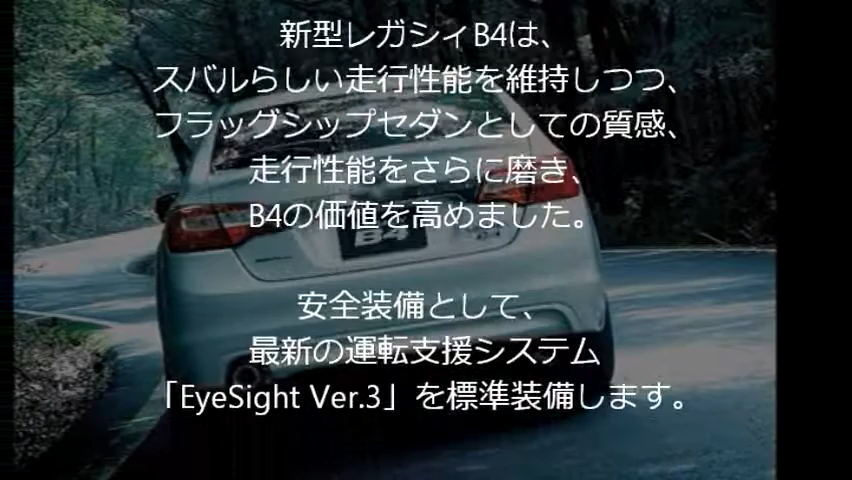 新型レガシィB4は、
スバルらしい走行性能を維持しつつ、
フラッグシップセダンとしての質感、
走行性能をさらに磨き、
B4の価値を高めました。
B4
安全装備として、
最新の運転支援システム
「EyeSight Ver.3」を標準装備します。